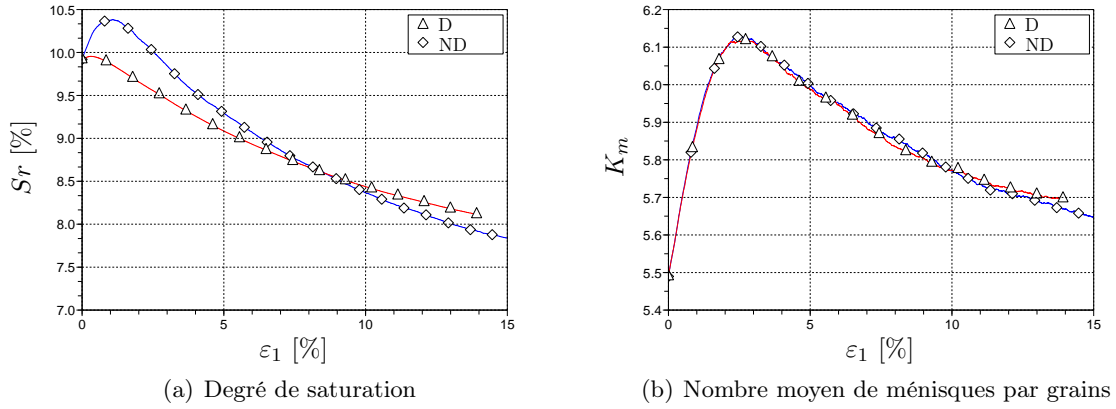 10.5
10.0
9.5
9.0
8.5
8.0
7.5
7.0
Sr [%]
0 5 10 15
ε1 [%]
D
ND
(a) Degré de saturation
6.2
6.1
6.0
5.9
5.8
5.7
5.6
5.5
5.4
Km
0 5 10 15
ε1 [%]
D
ND
(b) Nombre moyen de ménisques par grains